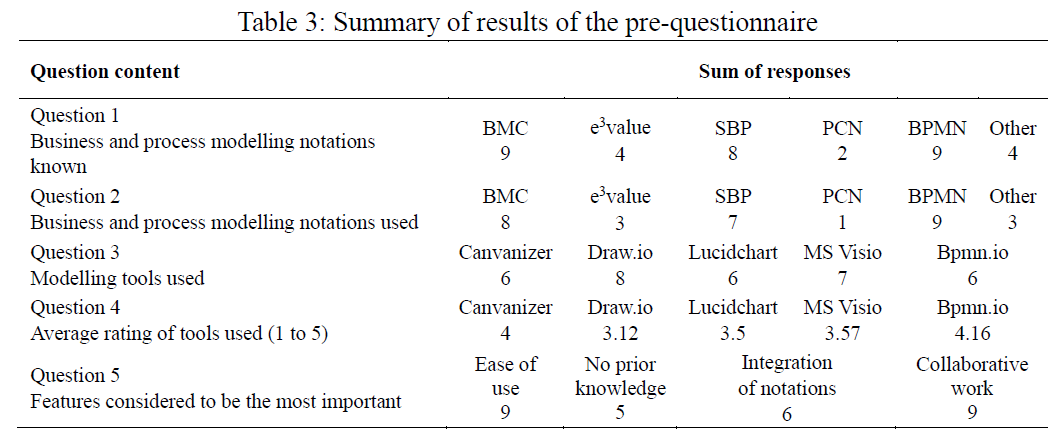 Table 3: Summary of results of the pre-questionnaire
Question content Sum of responses
Question 1
Business and process modelling notations
known
BMC e³value SBP PCN BPMN Other
9 4 8 2 9 4
Question 2
Business and process modelling notations used
BMC e³value SBP PCN BPMN Other
8 3 7 1 9 3
Question 3
Modelling tools used
Canvanizer Draw.io Lucidchart MS Visio Bpmn.io
6 8 6 7 6
Question 4
Average rating of tools used (1 to 5)
Canvanizer Draw.io Lucidchart MS Visio Bpmn.io
4 3.12 3.5 3.57 4.16
Question 5
Features considered to be the most important
Ease of
use
9
No prior
knowledge
5
Integration
of notations
6
Collaborative
work
9